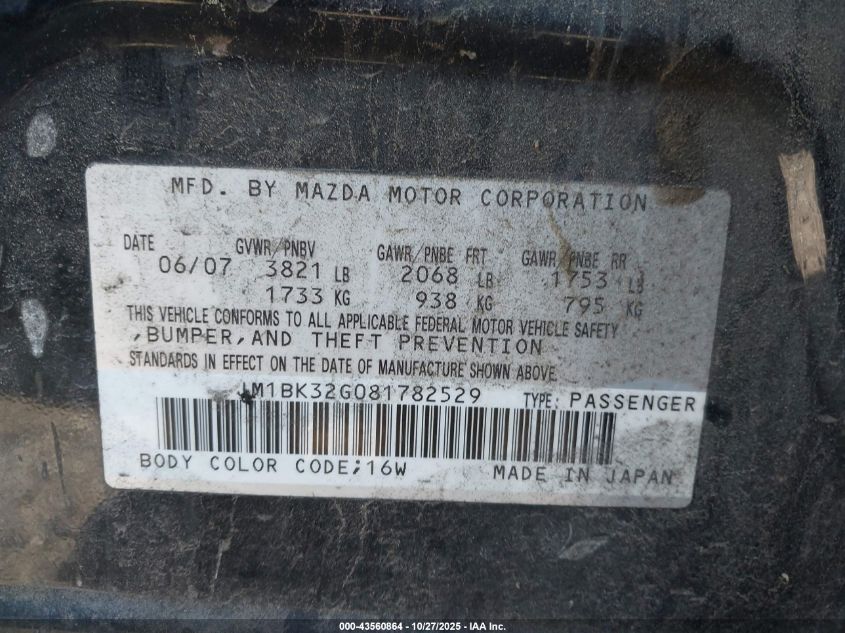 MFD. BY MAZDA MOTOR CORPORATION
DATE GVWR/PNBV GAWR/PNBE FRT GAWR/PNBE RR
06/07 3821 LB 2068 LB 1753 LB
1733 KG 938 KG 795 KG
THIS VEHICLE CONFORMS TO ALL APPLICABLE FEDERAL MOTOR VEHICLE SAFETY
,BUMPER,AND THEFT PREVENTION
STANDARDS IN EFFECT ON THE DATE OF MANUFACTURE SHOWN ABOVE
JM1BK32G081782529 TYPE: PASSENGER
BODY COLOR CODE;16W MADE IN JAPAN
000-43560864 - 10/27/2025 - IAA Inc.